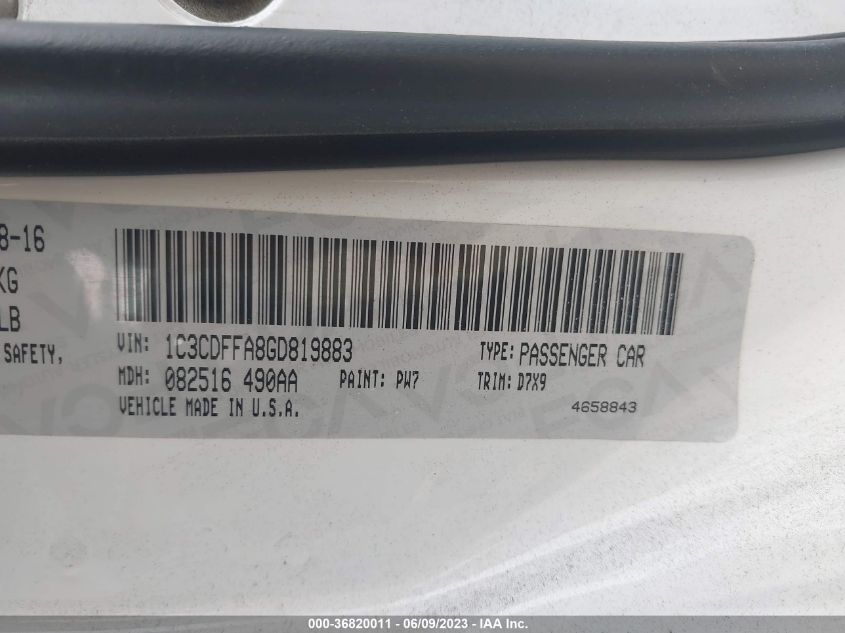 8-16
KG
LB
SAFETY,
VIN: 1C3CDFFA8GD819883 TYPE: PASSENGER CAR
MDH: 082516 490AA PAINT: PW7 TRIM: D7X9
VEHICLE MADE IN U.S.A. 4658843
000-36820011 - 06/09/2023 - IAA Inc.